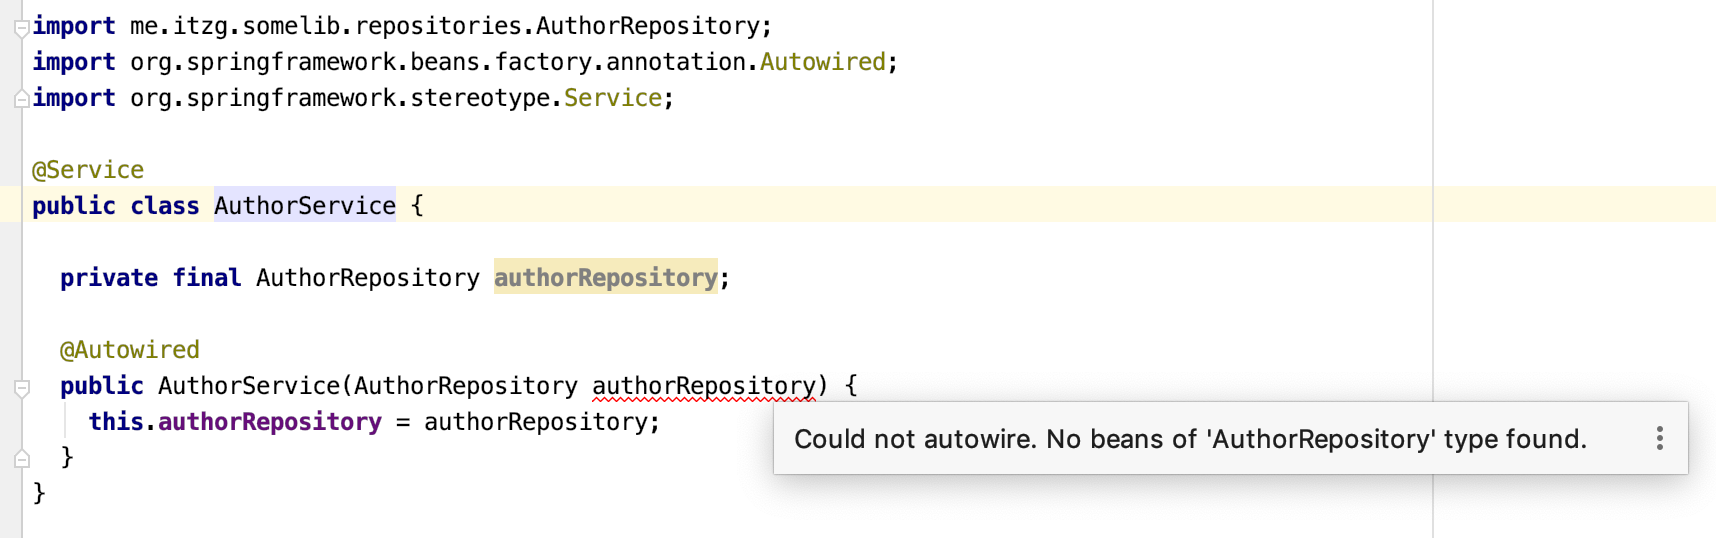 import me.itzg.somelib.repositories.AuthorRepository;
import org.springframework.beans.factory.annotation.Autowired;
import org.springframework.stereotype.Service;
@Service
public class AuthorService {
private final AuthorRepository authorRepository;
@Autowired
public AuthorService(AuthorRepository authorRepository) {
this.authorRepository = authorRepository;
Could not autowire. No beans of 'AuthorRepository' type found.
}
}